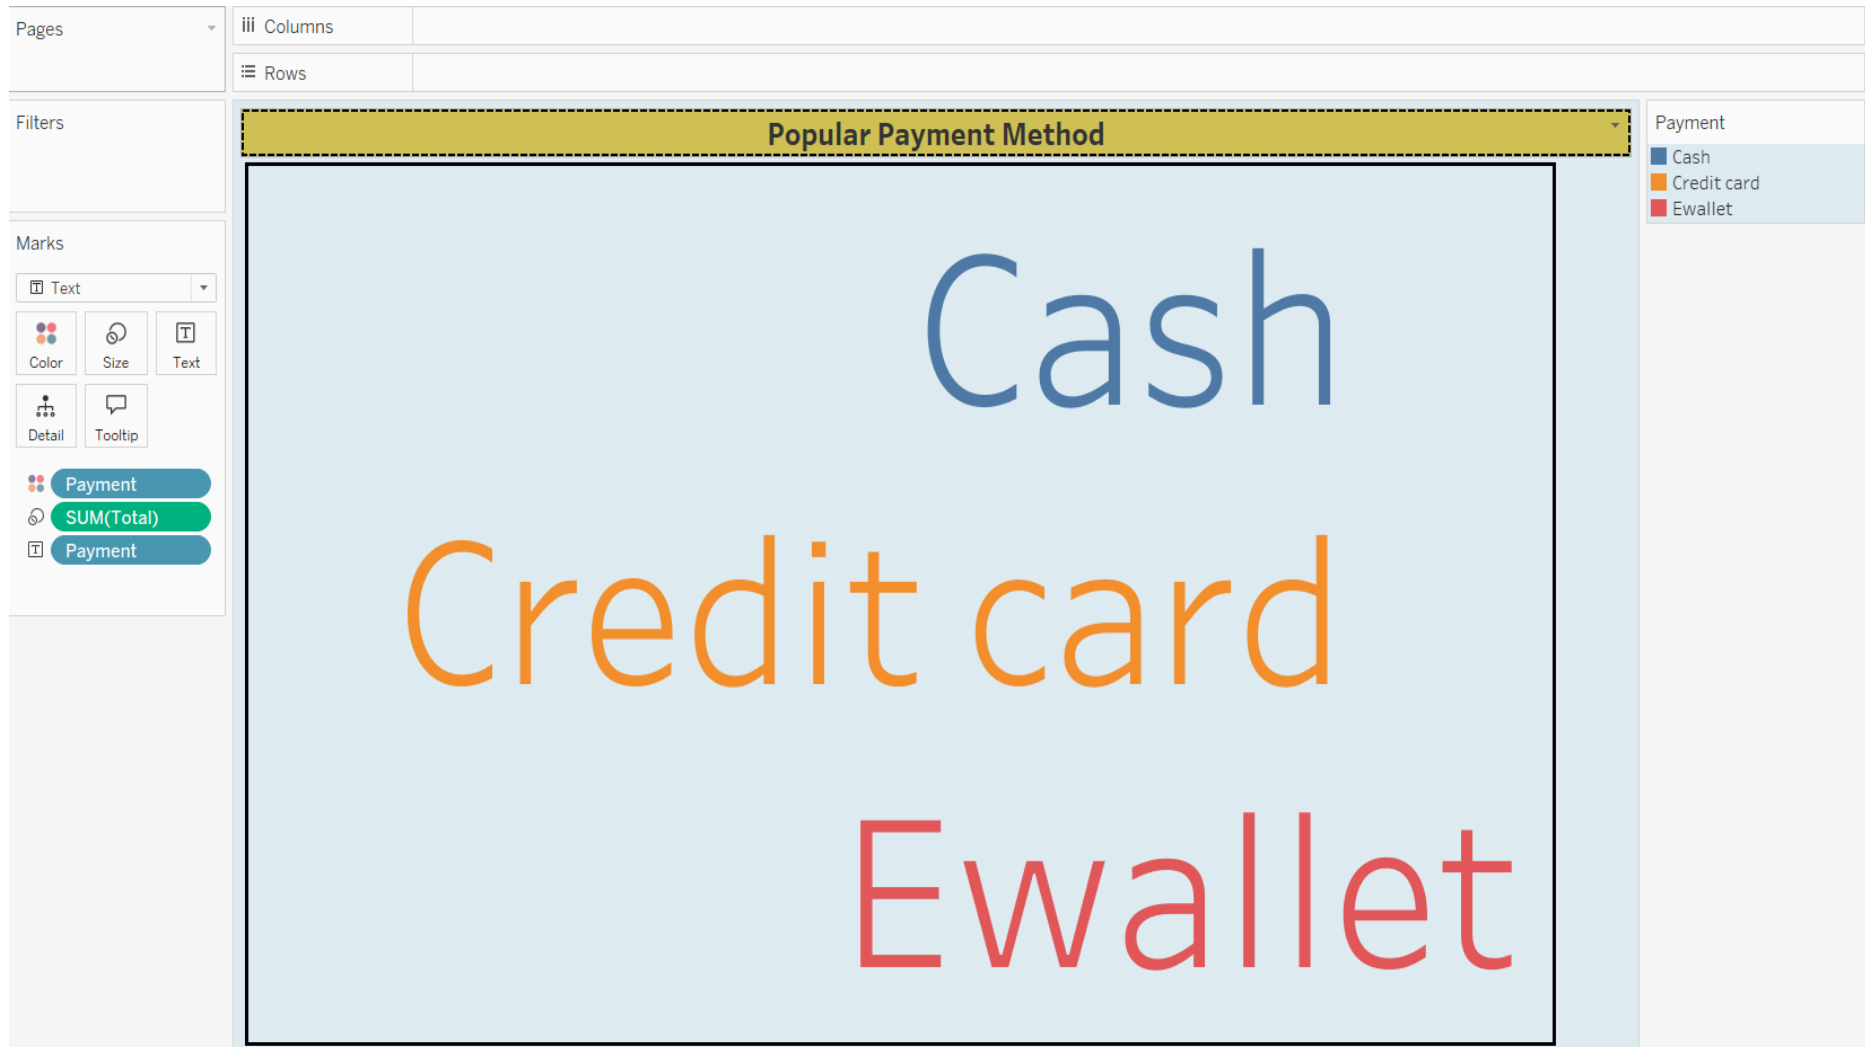 Pages
Columns
Rows
Filters
Popular Payment Method
Payment
Cash
Credit card
Ewallet
Marks
Text
Color
Size
Text
Detail
Tooltip
Payment
SUM(Total)
Payment
Cash
Credit card
Ewallet